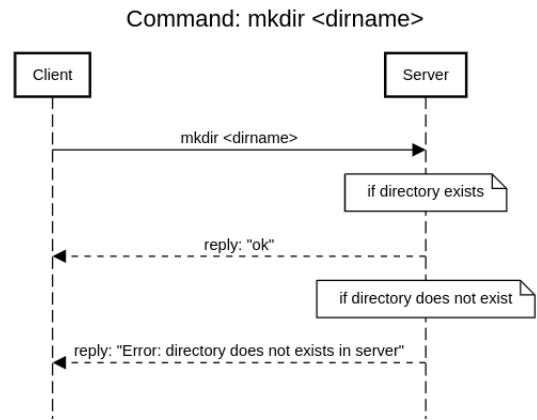 Command: mkdir <dirname>
Client
Server
mkdir <dirname>
if directory exists
reply: "ok"
if directory does not exist
reply: "Error: directory does not exists in server"